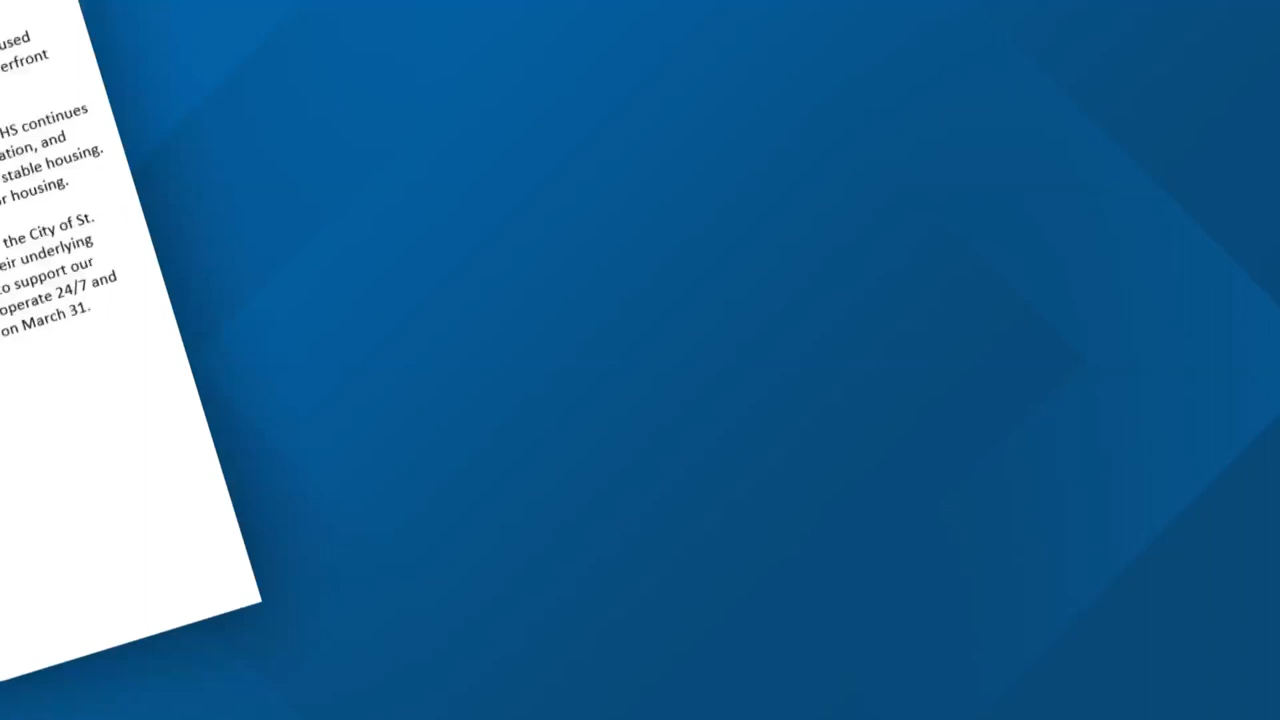 used
erfront
HS continues
ation, and
stable housing.
r housing.
the City of St.
eir underlying
o support our
operate 24/7 and
on March 31.